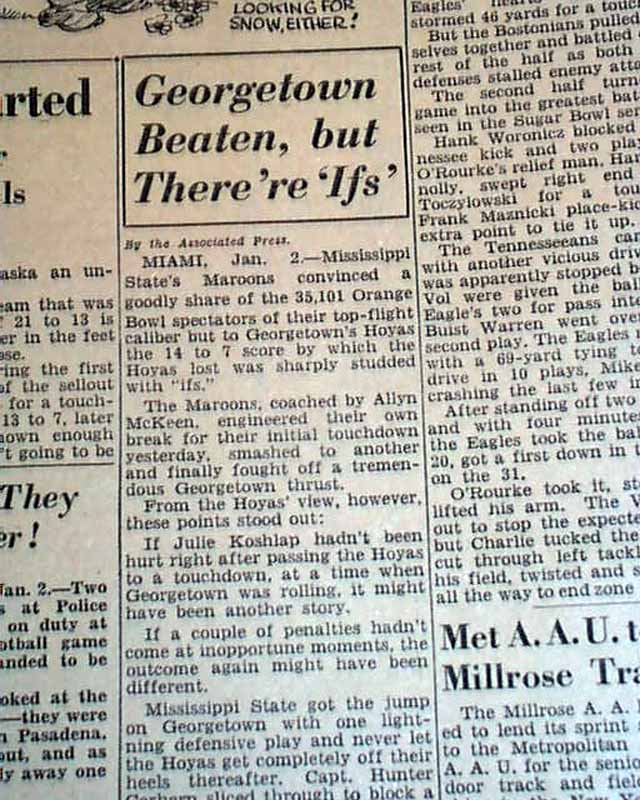 LOOKING FOR
SNOW, EITHER!
rted
ls
aska an un-
eam that was
21 to 13 is
er in the feet
ose.
ring the first
of the sellout
for a touch-
13 to 7, later
nown enough
't going to be
They
er!
Jan. 2.—Two
s at Police
on duty at
otball game
anded to be
ooked at the
—they were
n Pasadena.
out, and as
ly away one
Georgetown
Beaten, but
There're 'Ifs'
By the Associated Press.
MIAMI, Jan. 2.—Mississippi
State's Maroons convinced a
goodly share of the 35,101 Orange
Bowl spectators of their top-flight
caliber but to Georgetown's Hoyas
the 14 to 7 score by which the
Hoyas lost was sharply studded
with "ifs."
The Maroons, coached by Allyn
McKeen, engineered their own
break for their initial touchdown
yesterday, smashed to another
and finally fought off a tremen-
dous Georgetown thrust.
From the Hoyas' view, however,
these points stood out:
If Julie Koshlap hadn't been
hurt right after passing the Hoyas
to a touchdown, at a time when
Georgetown was rolling, it might
have been another story.
If a couple of penalties hadn't
come at inopportune moments, the
outcome again might have been
different.
Mississippi State got the jump
on Georgetown with one light-
ning defensive play and never let
the Hoyas get completely off their
heels thereafter. Capt. Hunter
sliced through to block a
Eagles' hearts
stormed 46 yards for a touch
But the Bostonians pulled
selves together and battled
rest of the half as both
defenses stalled enemy atta
The second half turn
game into the greatest bat
seen in the Sugar Bowl ser
Hank Woronicz blocked
nessee kick and two play
O'Rourke's relief man, Har
nolly, swept right end
Toczylowski for a tou
Frank Maznicki place-kic
extra point to tie it up.
The Tennesseeans car
with another vicious driv
was apparently stopped b
Vol were given the ball
Eagle's two for pass inte
Buist Warren went over
second play. The Eagles
with a 69-yard tying to
drive in 10 plays, Mike
crashing the last few in
After standing off two
and with four minute
the Eagles took the ba
20, got a first down in t
on the 31.
O'Rourke took it, st
lifted his arm. The V
out to stop the expecte
but Charlie tucked the
cut through left tackl
his field, twisted and s
all the way to end zone
Met A. A. U. t
Millrose Tra
The Millrose A. A. h
ed to lend its sprint
to the Metropolitan
A. A. U. for the senio
door track and fiel